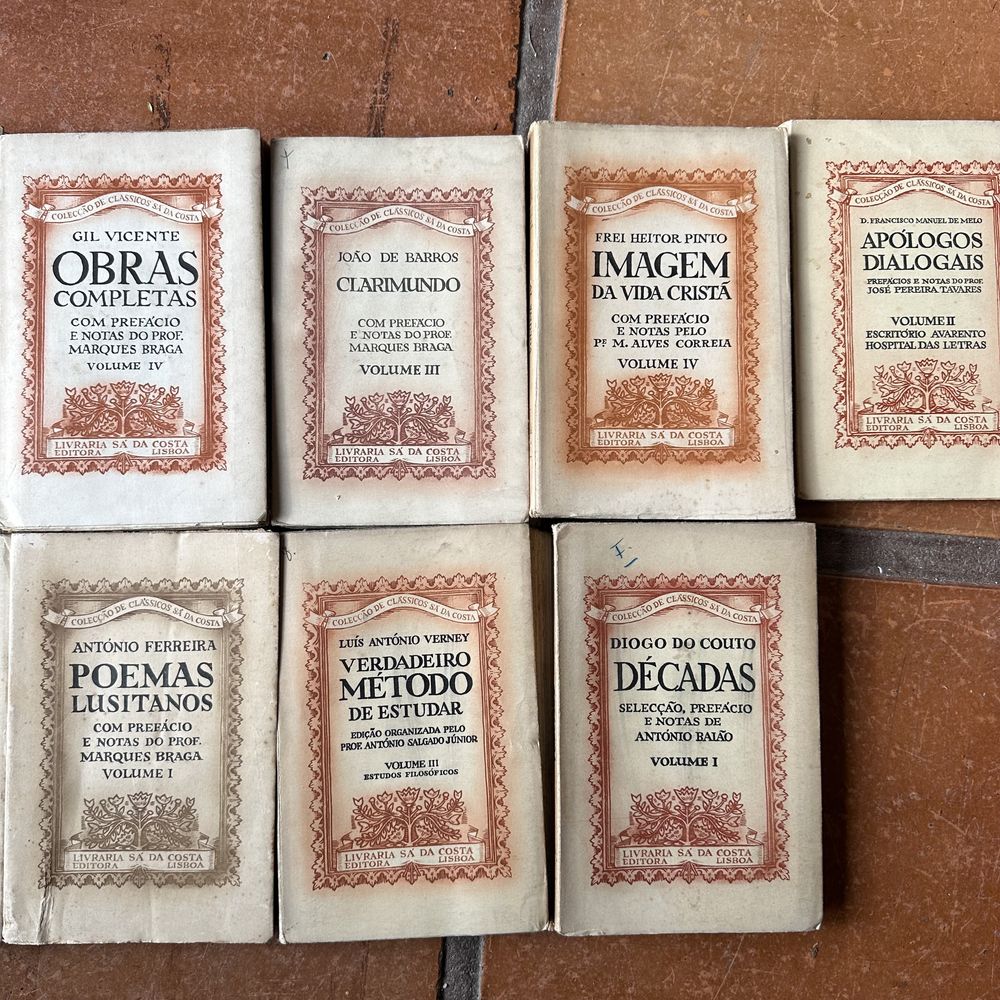 COLECÇÃO DE CLÁSSICOS SÁ DA COSTA
GIL VICENTE
OBRAS
COMPLETAS
COM PREFÁCIO
E NOTAS DO PROF.
MARQUES BRAGA
VOLUME IV
LIVRARIA SÁ DA COSTA
EDITORA LISBOA
COLECÇÃO DE CLÁSSICOS SÁ DA COSTA
JOÃO DE BARROS
CLARIMUNDO
COM PREFÁCIO
E NOTAS DO PROF.
MARQUES BRAGA
VOLUME III
LIVRARIA SÁ DA COSTA
EDITORA LISBOA
COLECÇÃO DE CLÁSSICOS SÁ DA COSTA
FREI HEITOR PINTO
IMAGEM
DA VIDA CRISTÃ
COM PREFÁCIO
E NOTAS PELO
Pᴱ. M. ALVES CORREIA
VOLUME IV
LIVRARIA SÁ DA COSTA
EDITORA LISBOA
COLECÇÃO DE CLÁSSICOS SÁ DA COSTA
D. FRANCISCO MANUEL DE MELO
APÓLOGOS
DIALOGAIS
PREFÁCIOS E NOTAS DO PROF.
JOSÉ PEREIRA TAVARES
VOLUME II
ESCRITÓRIO AVARENTO
HOSPITAL DAS LETRAS
LIVRARIA SÁ DA COSTA
EDITORA LISBOA
COLECÇÃO DE CLÁSSICOS SÁ DA COSTA
ANTÓNIO FERREIRA
POEMAS
LUSITANOS
COM PREFÁCIO
E NOTAS DO PROF.
MARQUES BRAGA
VOLUME I
LIVRARIA SÁ DA COSTA
EDITORA LISBOA
COLECÇÃO DE CLÁSSICOS SÁ DA COSTA
LUÍS ANTÓNIO VERNEY
VERDADEIRO
MÉTODO
DE ESTUDAR
EDIÇÃO ORGANIZADA PELO
PROF. ANTÓNIO SALGADO JÚNIOR
VOLUME III
ESTUDOS FILOSÓFICOS
LIVRARIA SÁ DA COSTA
EDITORA LISBOA
COLECÇÃO DE CLÁSSICOS SÁ DA COSTA
DIOGO DO COUTO
DÉCADAS
SELECÇÃO, PREFÁCIO
E NOTAS DE
ANTÓNIO BAIÃO
VOLUME I
LIVRARIA SÁ DA COSTA
EDITORA LISBOA